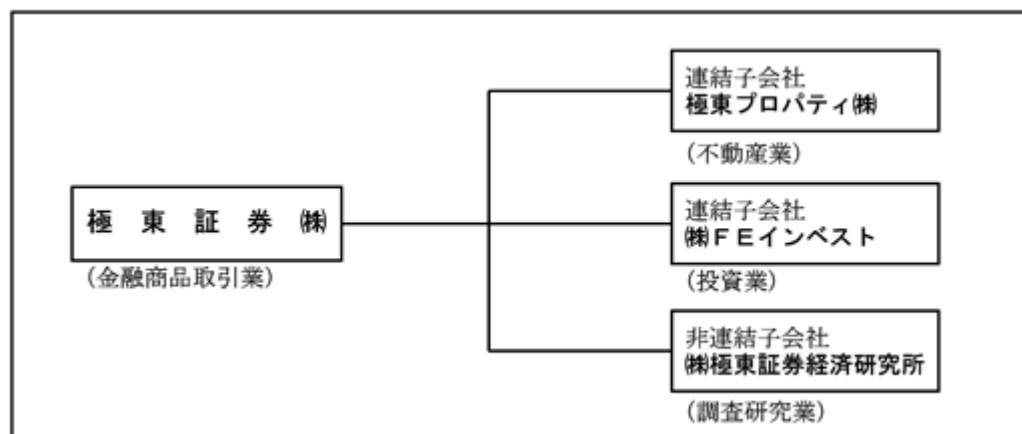 連結子会社
極東プロパティ㈱
(不動産業)
極東証券㈱
(金融商品取引業)
連結子会社
㈱ＦＥインベスト
(投資業)
非連結子会社
㈱極東証券経済研究所
(調査研究業)